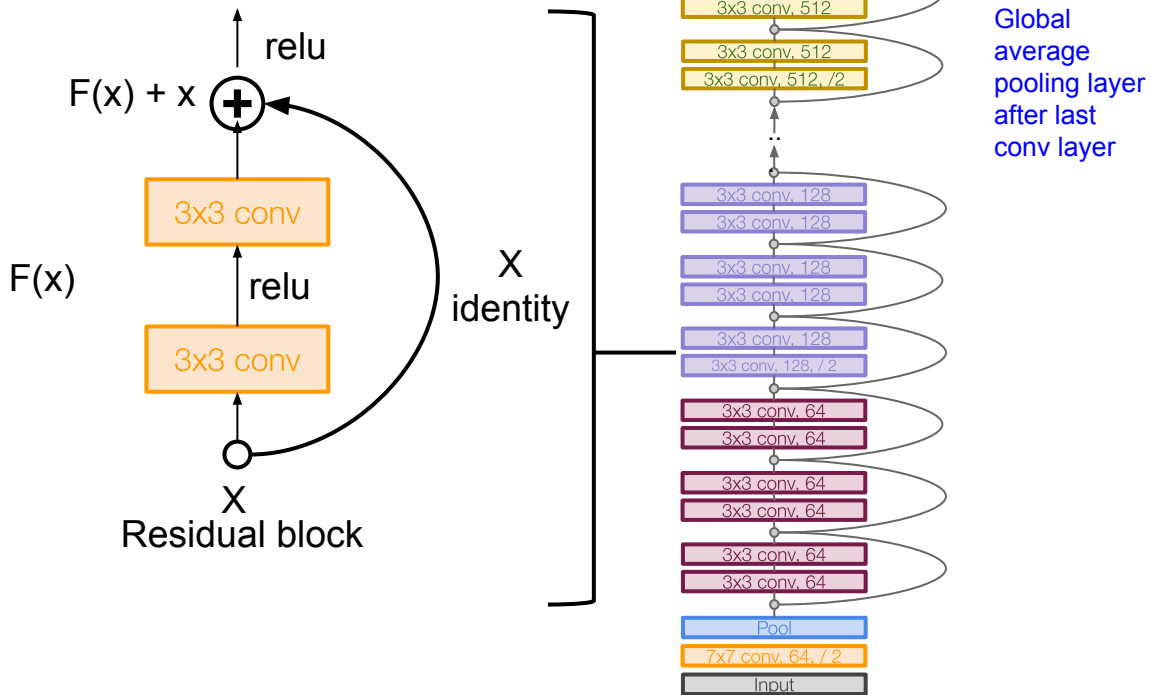 relu
F(x) + x
3x3 conv
F(x)
relu
X
identity
3x3 conv
X
Residual block
3x3 conv, 512
3x3 conv, 512
3x3 conv, 512, /2
..
3x3 conv, 128
3x3 conv, 128
3x3 conv, 128
3x3 conv, 128
3x3 conv, 128
3x3 conv, 128, / 2
3x3 conv, 64
3x3 conv, 64
3x3 conv, 64
3x3 conv, 64
3x3 conv, 64
3x3 conv, 64
Pool
7x7 conv, 64, / 2
Input
Global
average
pooling layer
after last
conv layer